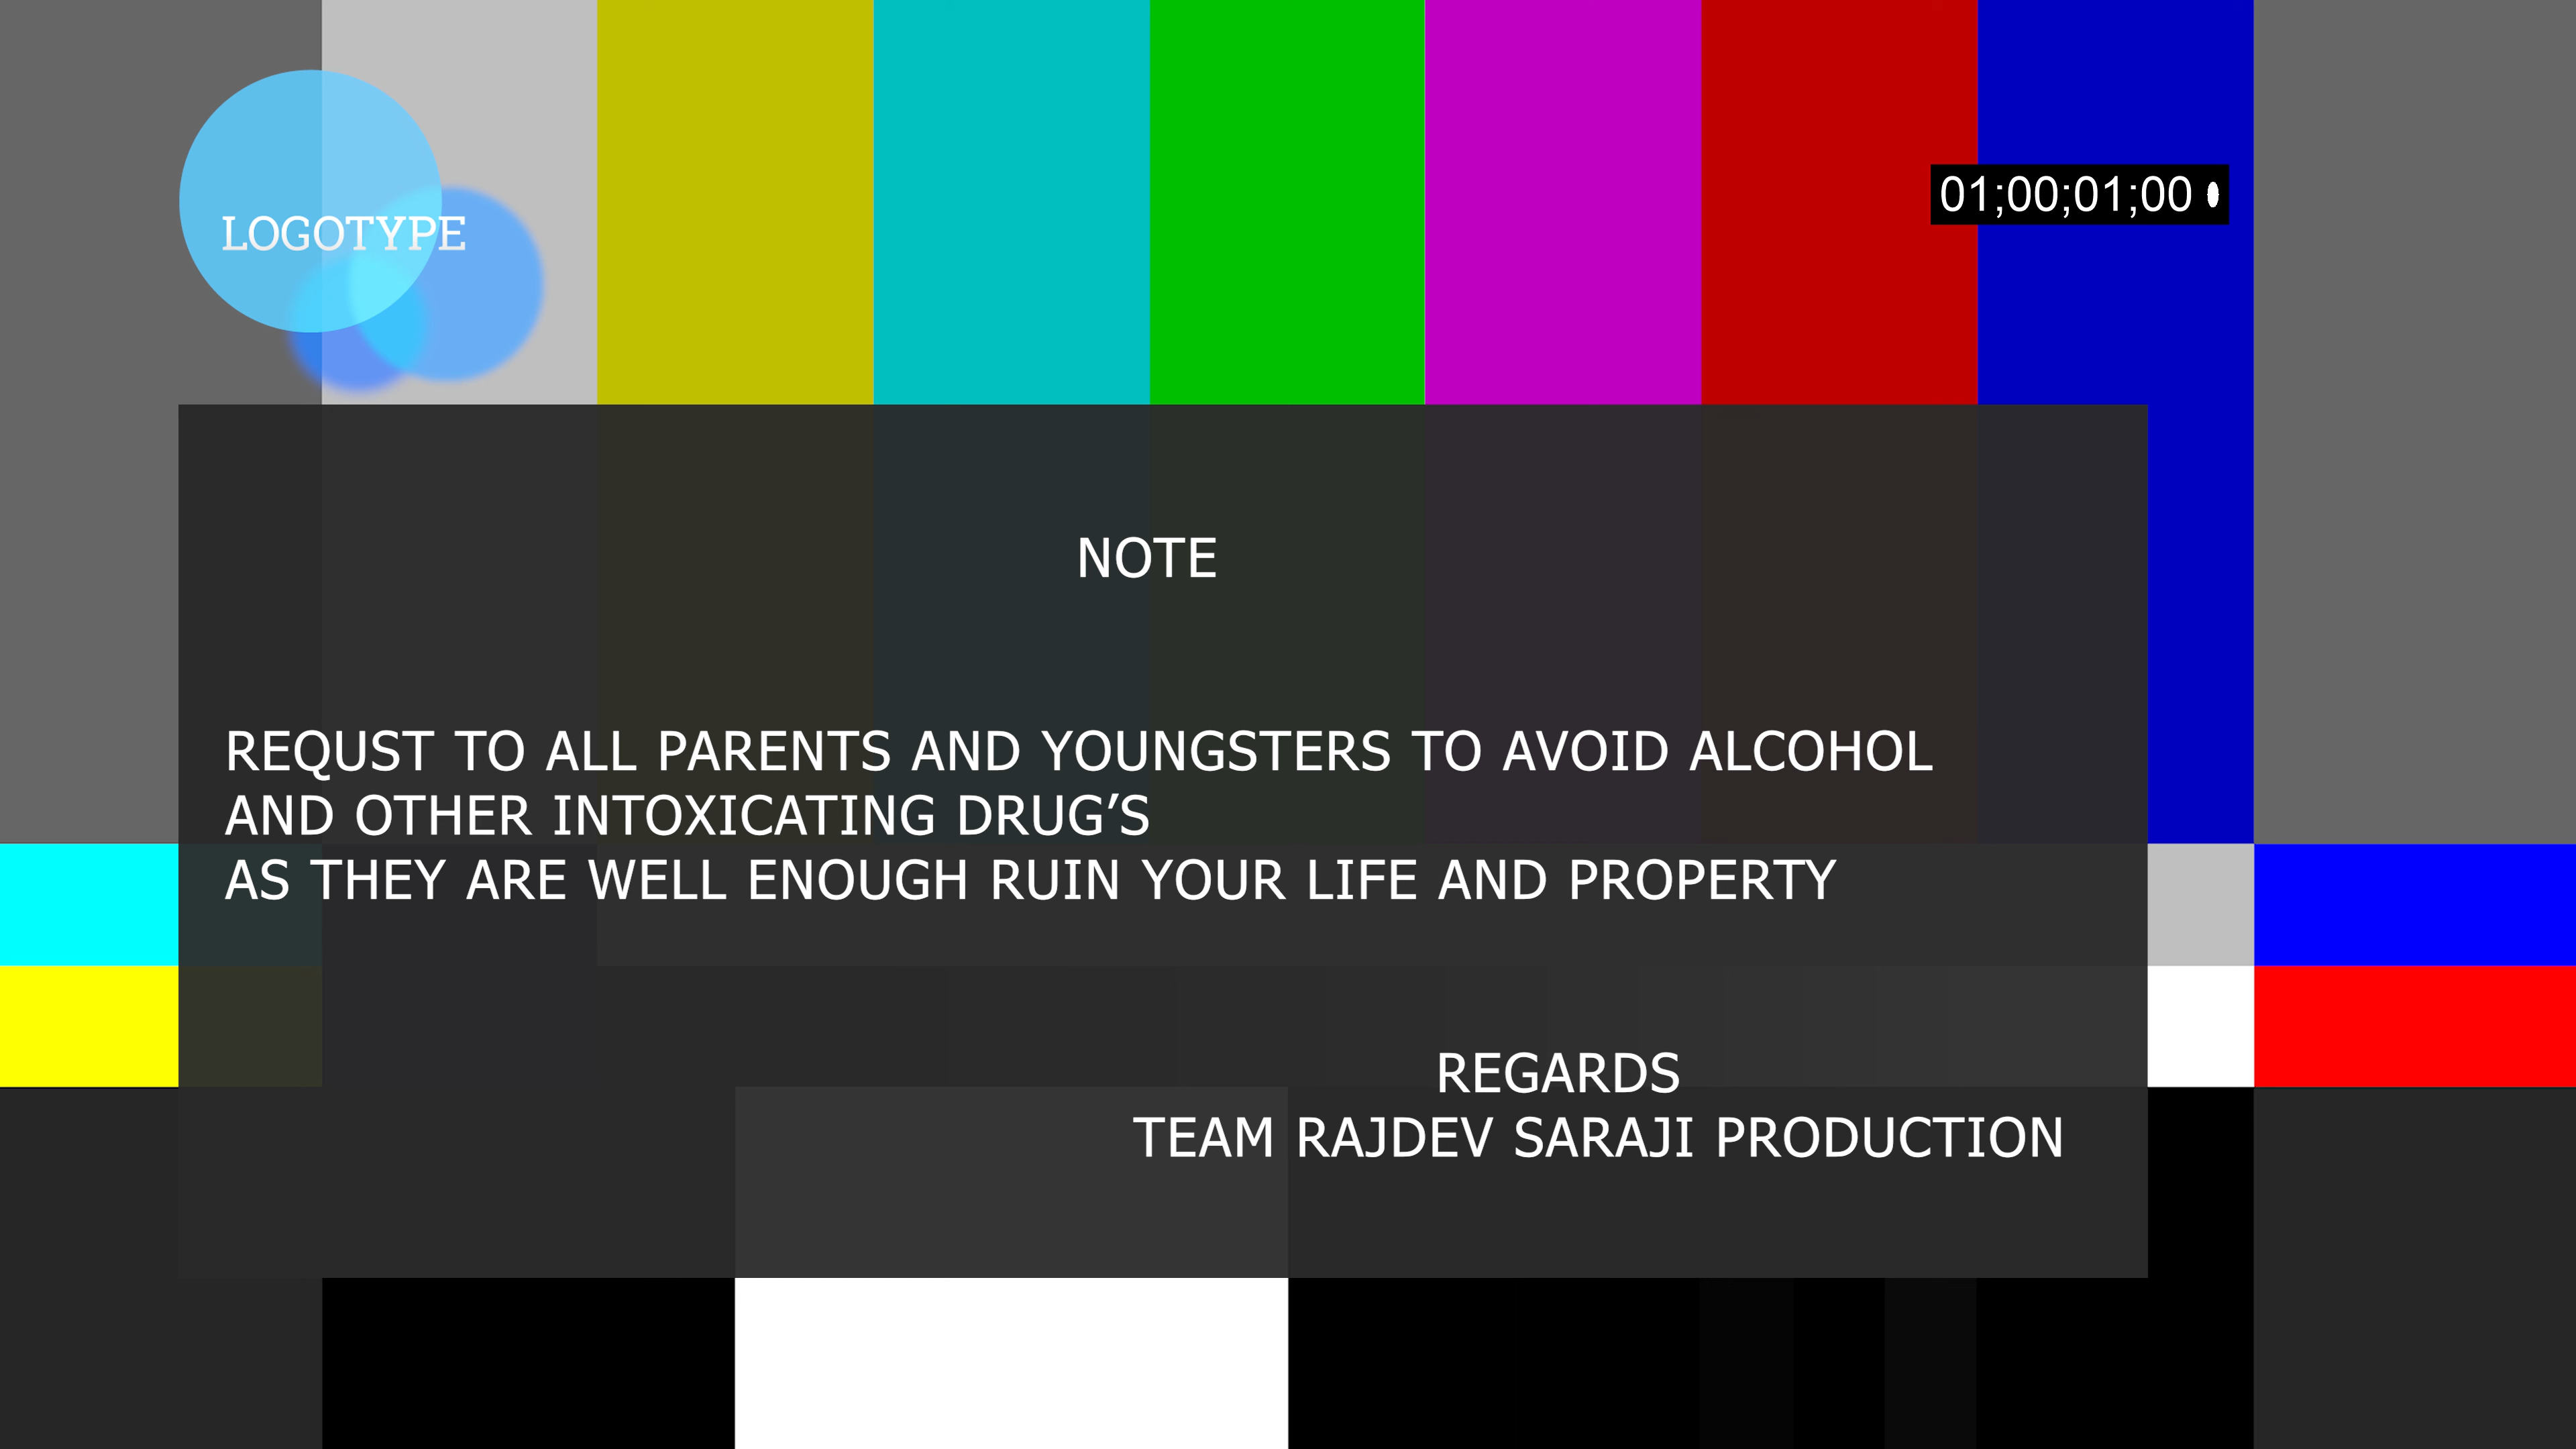 LOGOTYPE
01;00;01;00
NOTE
REQUST TO ALL PARENTS AND YOUNGSTERS TO AVOID ALCOHOL
AND OTHER INTOXICATING DRUG’S
AS THEY ARE WELL ENOUGH RUIN YOUR LIFE AND PROPERTY
REGARDS
TEAM RAJDEV SARAJI PRODUCTION